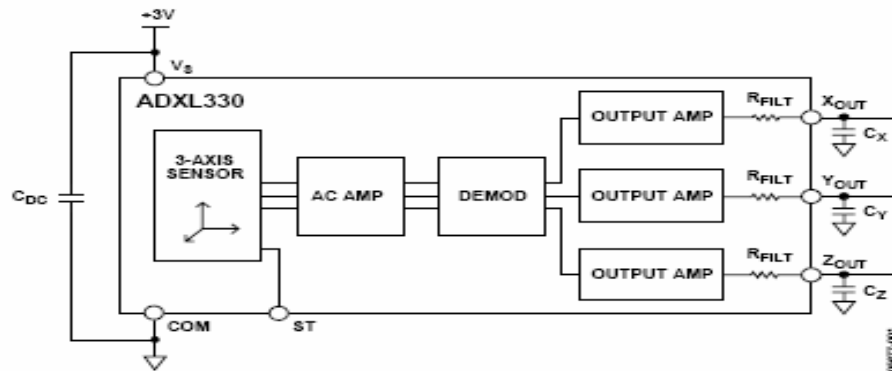 +3V
VS
ADXL330
3-AXIS
SENSOR
AC AMP
DEMOD
OUTPUT AMP
RFILT
XOUT
CX
OUTPUT AMP
RFILT
YOUT
CY
OUTPUT AMP
RFILT
ZOUT
CZ
CDC
COM
ST